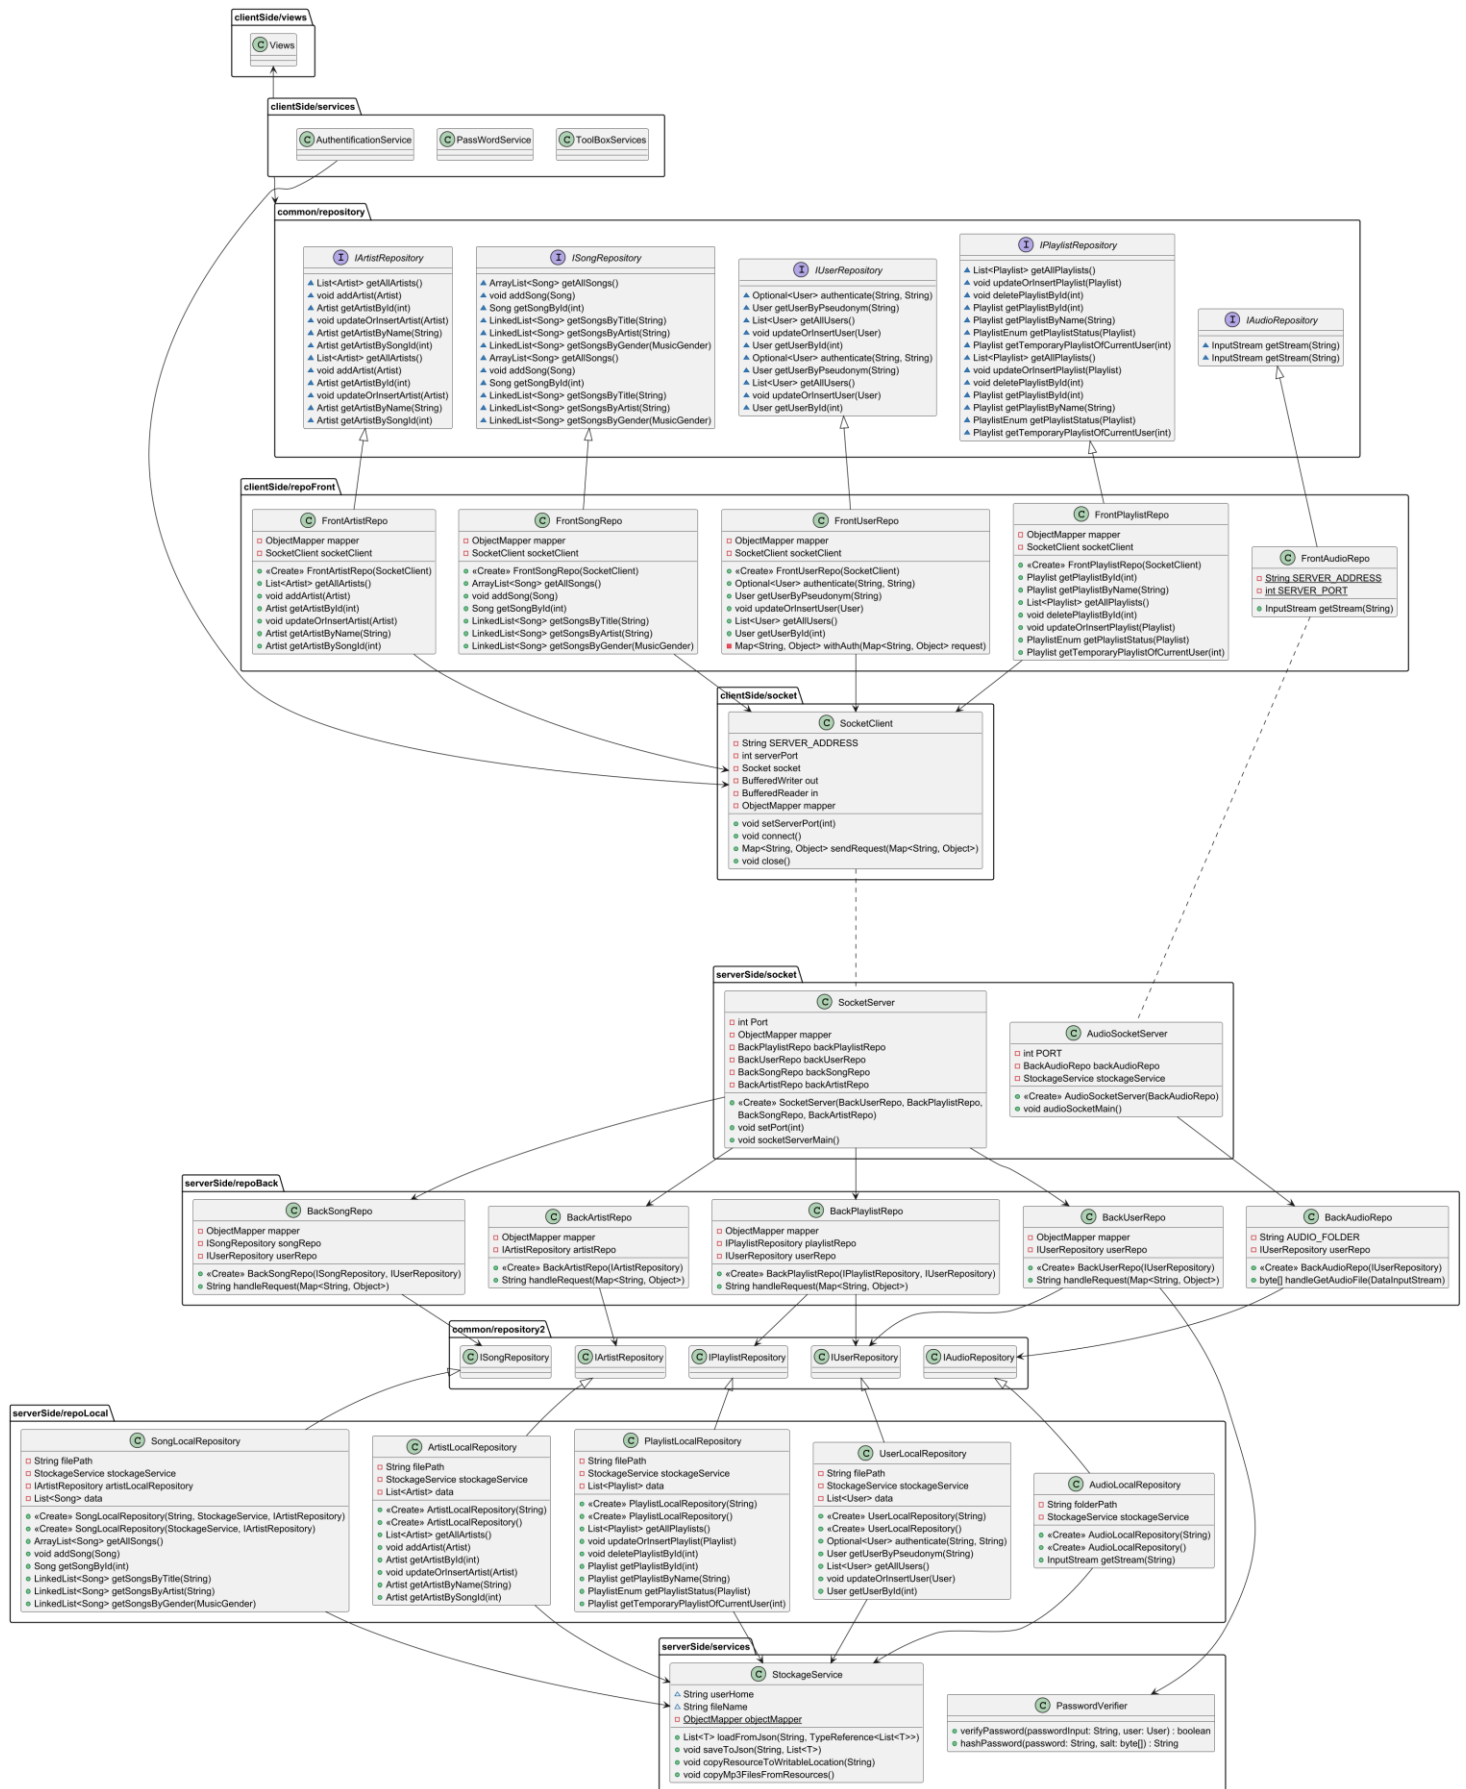 clientSide/views
C Views
clientSide/services
C AuthentificationService
C PassWordService
C ToolBoxServices
common/repository
I IArtistRepository
List<Artist> getAllArtists()
void addArtist(Artist)
Artist getArtistById(int)
void updateOrInsertArtist(Artist)
Artist getArtistByName(String)
Artist getArtistBySongId(int)
List<Artist> getAllArtists()
void addArtist(Artist)
Artist getArtistById(int)
void updateOrInsertArtist(Artist)
Artist getArtistByName(String)
Artist getArtistBySongId(int)
I ISongRepository
ArrayList<Song> getAllSongs()
void addSong(Song)
Song getSongById(int)
LinkedList<Song> getSongsByTitle(String)
LinkedList<Song> getSongsByArtist(String)
LinkedList<Song> getSongsByGender(MusicGender)
ArrayList<Song> getAllSongs()
void addSong(Song)
Song getSongById(int)
LinkedList<Song> getSongsByTitle(String)
LinkedList<Song> getSongsByArtist(String)
LinkedList<Song> getSongsByGender(MusicGender)
I IUserRepository
Optional<User> authenticate(String, String)
User getUserByPseudonym(String)
List<User> getAllUsers()
void updateOrInsertUser(User)
User getUserById(int)
Optional<User> authenticate(String, String)
User getUserByPseudonym(String)
List<User> getAllUsers()
void updateOrInsertUser(User)
User getUserById(int)
I IPlaylistRepository
List<Playlist> getAllPlaylists()
void updateOrInsertPlaylist(Playlist)
void deletePlaylistById(int)
Playlist getPlaylistById(int)
Playlist getPlaylistByName(String)
PlaylistEnum getPlaylistStatus(Playlist)
Playlist getTemporaryPlaylistOfCurrentUser(int)
List<Playlist> getAllPlaylists()
void updateOrInsertPlaylist(Playlist)
void deletePlaylistById(int)
Playlist getPlaylistById(int)
Playlist getPlaylistByName(String)
PlaylistEnum getPlaylistStatus(Playlist)
Playlist getTemporaryPlaylistOfCurrentUser(int)
I IAudioRepository
InputStream getStream(String)
InputStream getStream(String)
clientSide/repoFront
C FrontArtistRepo
ObjectMapper mapper
SocketClient socketClient
«Create» FrontArtistRepo(SocketClient)
List<Artist> getAllArtists()
void addArtist(Artist)
Artist getArtistById(int)
void updateOrInsertArtist(Artist)
Artist getArtistByName(String)
Artist getArtistBySongId(int)
C FrontSongRepo
ObjectMapper mapper
SocketClient socketClient
«Create» FrontSongRepo(SocketClient)
ArrayList<Song> getAllSongs()
void addSong(Song)
Song getSongById(int)
LinkedList<Song> getSongsByTitle(String)
LinkedList<Song> getSongsByArtist(String)
LinkedList<Song> getSongsByGender(MusicGender)
C FrontUserRepo
ObjectMapper mapper
SocketClient socketClient
«Create» FrontUserRepo(SocketClient)
Optional<User> authenticate(String, String)
User getUserByPseudonym(String)
void updateOrInsertUser(User)
List<User> getAllUsers()
User getUserById(int)
Map<String, Object> withAuth(Map<String, Object> request)
C FrontPlaylistRepo
ObjectMapper mapper
SocketClient socketClient
«Create» FrontPlaylistRepo(SocketClient)
Playlist getPlaylistById(int)
Playlist getPlaylistByName(String)
List<Playlist> getAllPlaylists()
void deletePlaylistById(int)
void updateOrInsertPlaylist(Playlist)
PlaylistEnum getPlaylistStatus(Playlist)
Playlist getTemporaryPlaylistOfCurrentUser(int)
C FrontAudioRepo
String SERVER_ADDRESS
int SERVER_PORT
InputStream getStream(String)
clientSide/socket
C SocketClient
String SERVER_ADDRESS
int serverPort
Socket socket
BufferedWriter out
BufferedReader in
ObjectMapper mapper
void setServerPort(int)
void connect()
Map<String, Object> sendRequest(Map<String, Object>)
void close()
serverSide/socket
C SocketServer
int Port
ObjectMapper mapper
BackPlaylistRepo backPlaylistRepo
BackUserRepo backUserRepo
BackSongRepo backSongRepo
BackArtistRepo backArtistRepo
«Create» SocketServer(BackUserRepo, BackPlaylistRepo,
BackSongRepo, BackArtistRepo)
void setPort(int)
void socketServerMain()
C AudioSocketServer
int PORT
BackAudioRepo backAudioRepo
StockageService stockageService
«Create» AudioSocketServer(BackAudioRepo)
void audioSocketMain()
serverSide/repoBack
C BackSongRepo
ObjectMapper mapper
ISongRepository songRepo
IUserRepository userRepo
«Create» BackSongRepo(ISongRepository, IUserRepository)
String handleRequest(Map<String, Object>)
C BackArtistRepo
ObjectMapper mapper
IArtistRepository artistRepo
«Create» BackArtistRepo(IArtistRepository)
String handleRequest(Map<String, Object>)
C BackPlaylistRepo
ObjectMapper mapper
IPlaylistRepository playlistRepo
IUserRepository userRepo
«Create» BackPlaylistRepo(IPlaylistRepository, IUserRepository)
String handleRequest(Map<String, Object>)
C BackUserRepo
ObjectMapper mapper
IUserRepository userRepo
«Create» BackUserRepo(IUserRepository)
String handleRequest(Map<String, Object>)
C BackAudioRepo
String AUDIO_FOLDER
IUserRepository userRepo
«Create» BackAudioRepo(IUserRepository)
byte[] handleGetAudioFile(DataInputStream)
common/repository2
C ISongRepository
C IArtistRepository
C IPlaylistRepository
C IUserRepository
C IAudioRepository
serverSide/repoLocal
C SongLocalRepository
String filePath
StockageService stockageService
IArtistRepository artistLocalRepository
List<Song> data
«Create» SongLocalRepository(String, StockageService, IArtistRepository)
«Create» SongLocalRepository(StockageService, IArtistRepository)
ArrayList<Song> getAllSongs()
void addSong(Song)
Song getSongById(int)
LinkedList<Song> getSongsByTitle(String)
LinkedList<Song> getSongsByArtist(String)
LinkedList<Song> getSongsByGender(MusicGender)
C ArtistLocalRepository
String filePath
StockageService stockageService
List<Artist> data
«Create» ArtistLocalRepository(String)
«Create» ArtistLocalRepository()
List<Artist> getAllArtists()
void addArtist(Artist)
Artist getArtistById(int)
void updateOrInsertArtist(Artist)
Artist getArtistByName(String)
Artist getArtistBySongId(int)
C PlaylistLocalRepository
String filePath
StockageService stockageService
List<Playlist> data
«Create» PlaylistLocalRepository(String)
«Create» PlaylistLocalRepository()
List<Playlist> getAllPlaylists()
void updateOrInsertPlaylist(Playlist)
void deletePlaylistById(int)
Playlist getPlaylistById(int)
Playlist getPlaylistByName(String)
PlaylistEnum getPlaylistStatus(Playlist)
Playlist getTemporaryPlaylistOfCurrentUser(int)
C UserLocalRepository
String filePath
StockageService stockageService
List<User> data
«Create» UserLocalRepository(String)
«Create» UserLocalRepository()
Optional<User> authenticate(String, String)
User getUserByPseudonym(String)
List<User> getAllUsers()
void updateOrInsertUser(User)
User getUserById(int)
C AudioLocalRepository
String folderPath
StockageService stockageService
«Create» AudioLocalRepository(String)
«Create» AudioLocalRepository()
InputStream getStream(String)
serverSide/services
C StockageService
String userHome
String fileName
ObjectMapper objectMapper
List<T> loadFromJson(String, TypeReference<List<T>>)
void saveToJson(String, List<T>)
void copyResourceToWritableLocation(String)
void copyMp3FilesFromResources()
C PasswordVerifier
verifyPassword(passwordInput: String, user: User) : boolean
hashPassword(password: String, salt: byte[]) : String